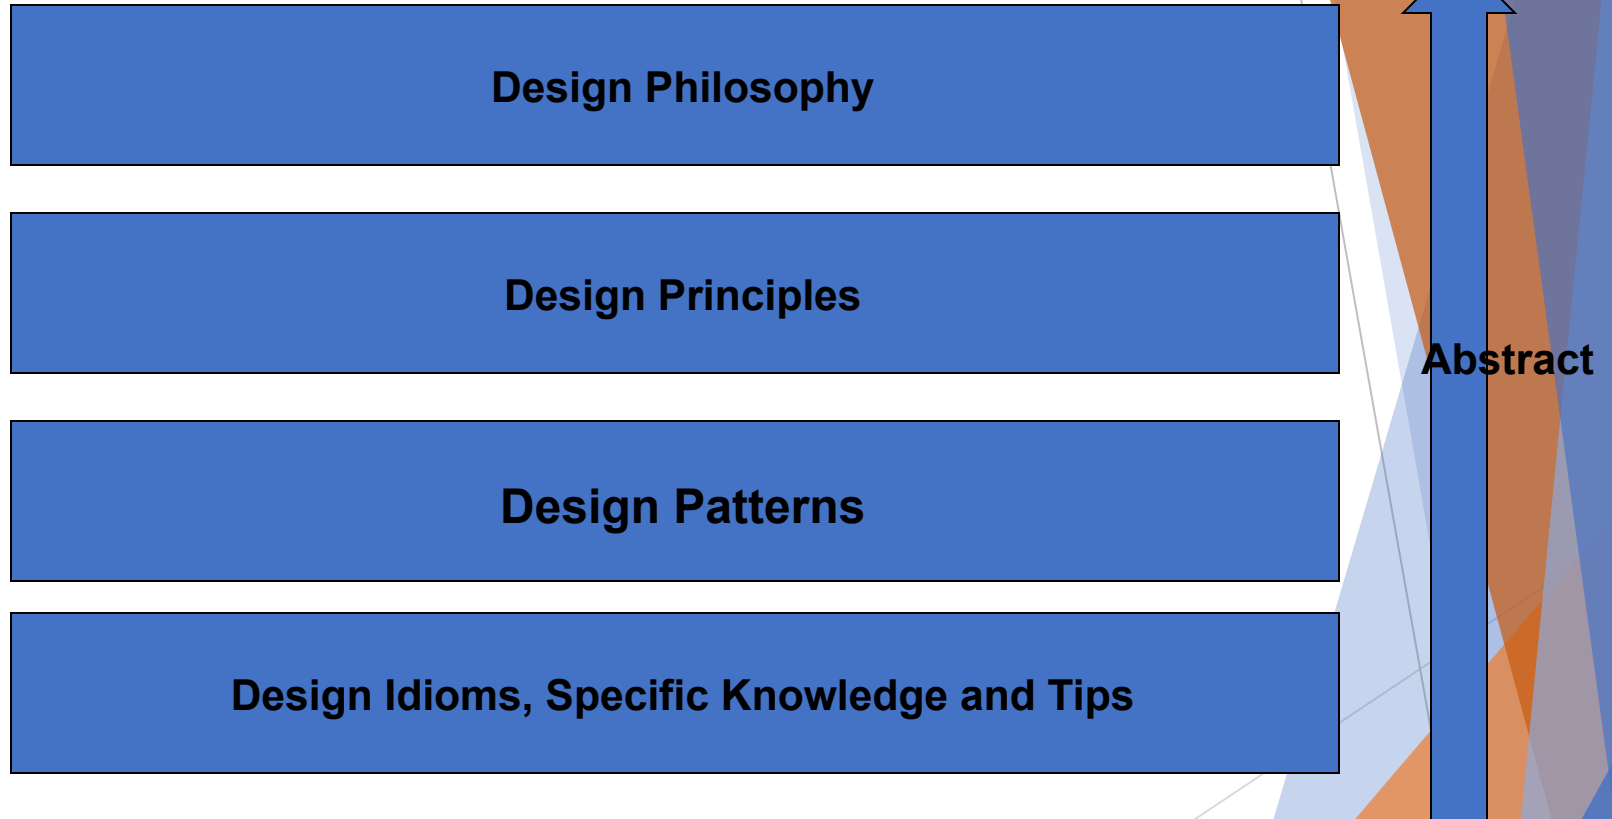 Design Philosophy
Design Principles
Abstract
Design Patterns
Design Idioms, Specific Knowledge and Tips